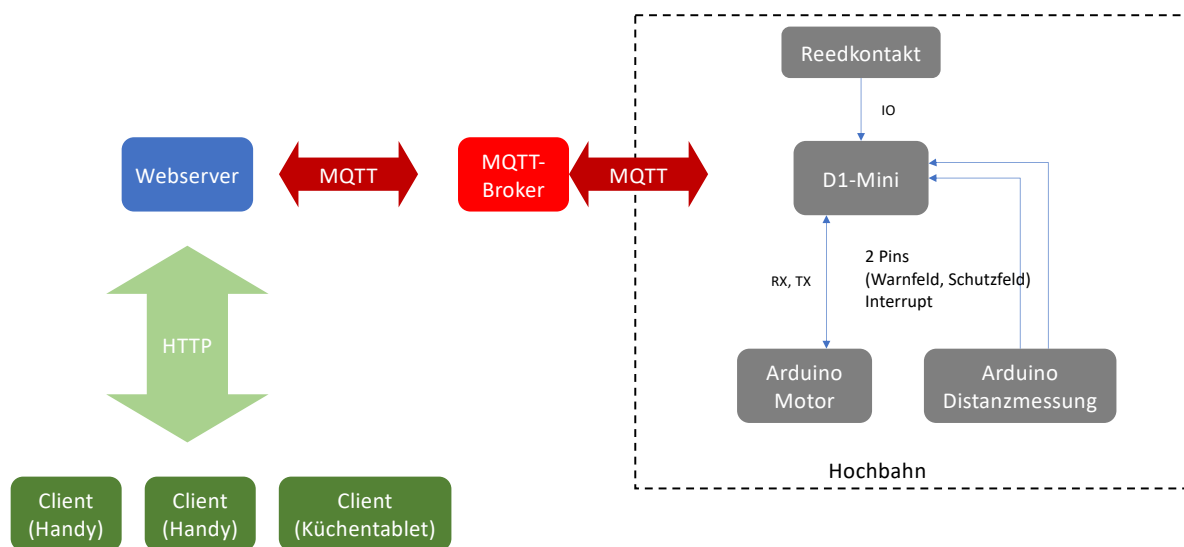 Reedkontakt
IO
Webserver
MQTT
MQTT-
Broker
MQTT
D1-Mini
RX, TX
2 Pins
(Warnfeld, Schutzfeld)
Interrupt
HTTP
Arduino
Motor
Arduino
Distanzmessung
Hochbahn
Client
(Handy)
Client
(Handy)
Client
(Küchentablet)